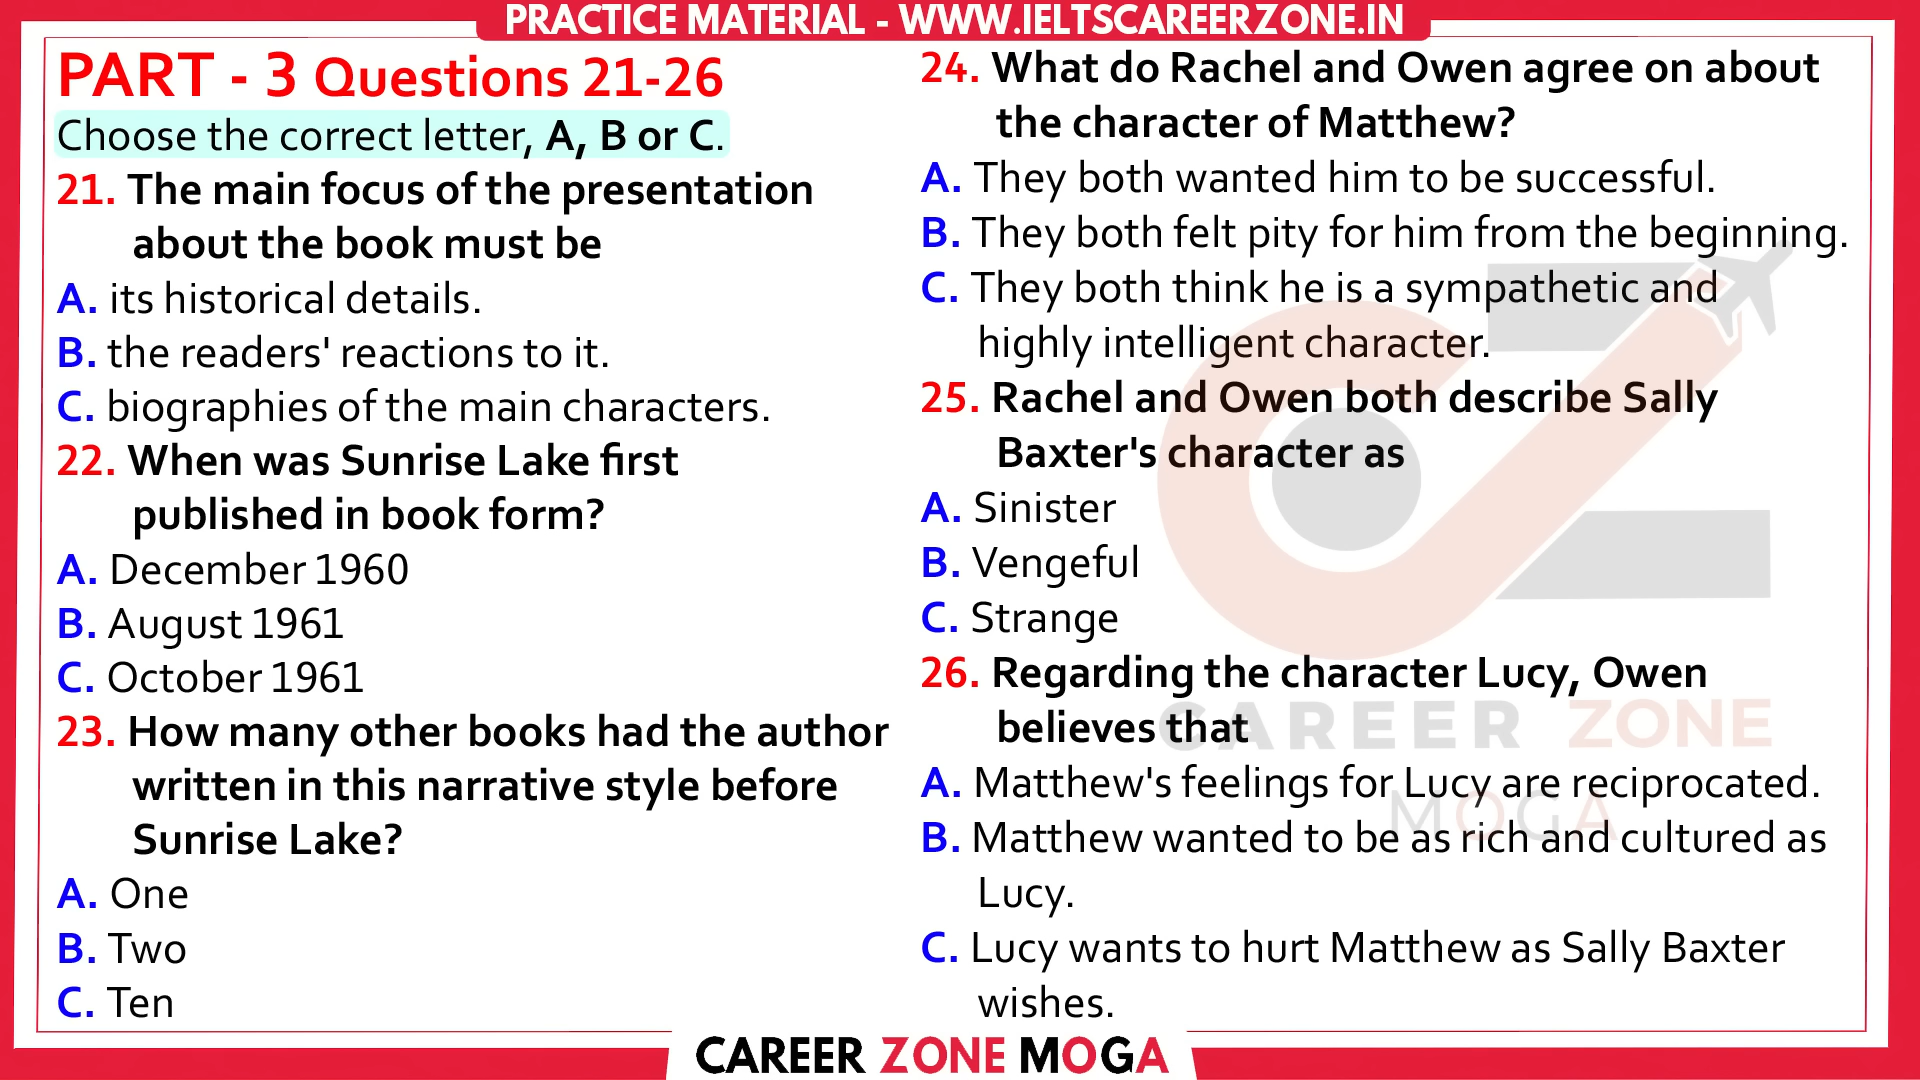 PRACTICE MATERIAL - WWW.IELTSCAREERZONE.IN
PART - 3 Questions 21-26
Choose the correct letter, A, B or C.
21. The main focus of the presentation
about the book must be
A. its historical details.
B. the readers' reactions to it.
C. biographies of the main characters.
22. When was Sunrise Lake first
published in book form?
A. December 1960
B. August 1961
C. October 1961
23. How many other books had the author
written in this narrative style before
Sunrise Lake?
A. One
B. Two
C. Ten
24. What do Rachel and Owen agree on about
the character of Matthew?
A. They both wanted him to be successful.
B. They both felt pity for him from the beginning.
C. They both think he is a sympathetic and
highly intelligent character.
25. Rachel and Owen both describe Sally
Baxter's character as
A. Sinister
B. Vengeful
C. Strange
26. Regarding the character Lucy, Owen
believes that
A. Matthew's feelings for Lucy are reciprocated.
B. Matthew wanted to be as rich and cultured as
Lucy.
C. Lucy wants to hurt Matthew as Sally Baxter
wishes.
CAREER ZONE
MOGA
CAREER ZONE MOGA